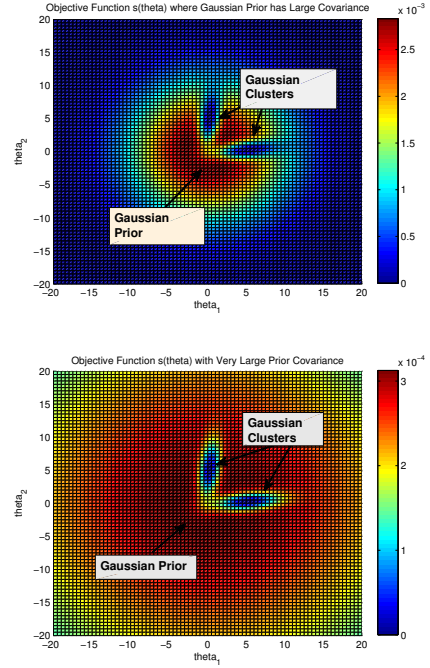 Objective Function s(theta) where Gaussian Prior has Large Covariance
x 10⁻³
20
15
10
5
0
−5
−10
−15
−20
theta₂
Gaussian
Clusters
Gaussian
Prior
−20 −15 −10 −5 0 5 10 15 20
theta₁
2.5
2
1.5
1
0.5
0
Objective Function s(theta) with Very Large Prior Covariance
x 10⁻⁴
20
15
10
5
0
−5
−10
−15
−20
theta₂
Gaussian
Clusters
Gaussian Prior
−20 −15 −10 −5 0 5 10 15 20
theta₁
3
2
1
0